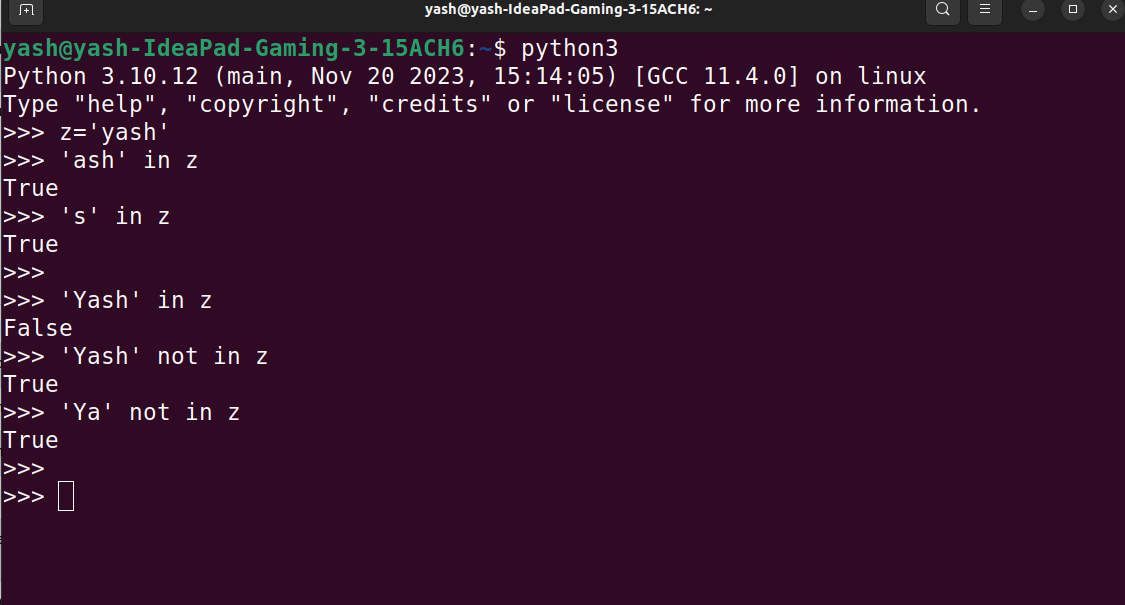 yash@yash-IdeaPad-Gaming-3-15ACH6: ~
yash@yash-IdeaPad-Gaming-3-15ACH6:~$ python3
Python 3.10.12 (main, Nov 20 2023, 15:14:05) [GCC 11.4.0] on linux
Type "help", "copyright", "credits" or "license" for more information.
>>> z='yash'
>>> 'ash' in z
True
>>> 's' in z
True
>>>
>>> 'Yash' in z
False
>>> 'Yash' not in z
True
>>> 'Ya' not in z
True
>>>
>>>